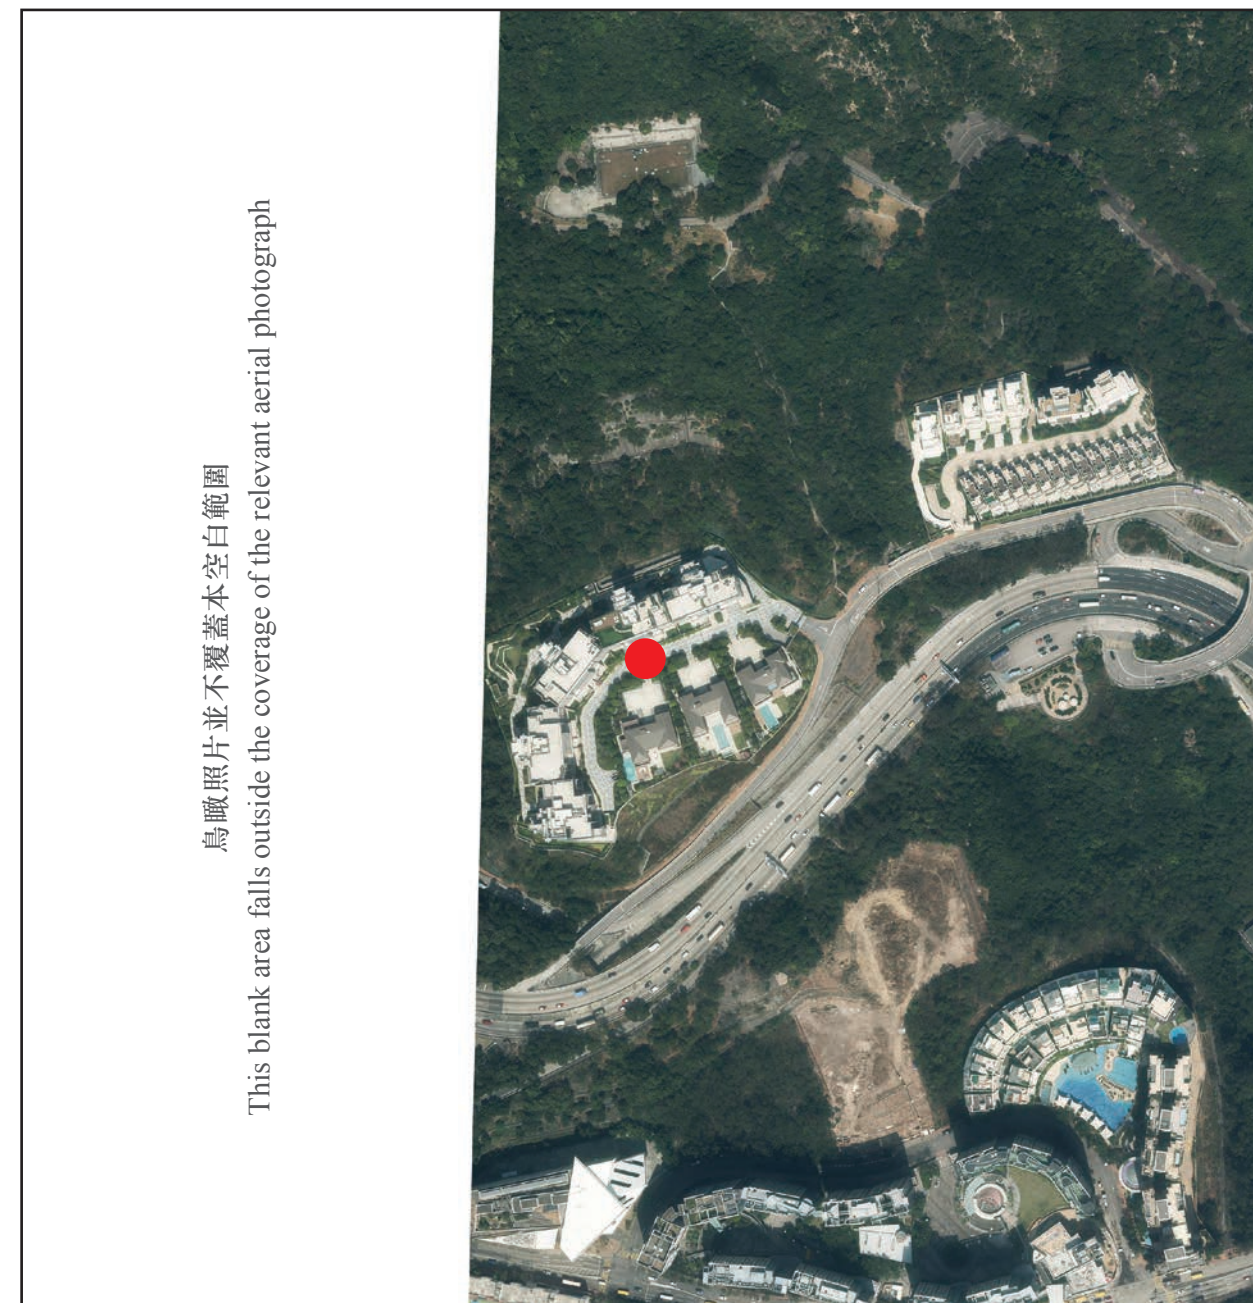 鳥瞰照片並不覆蓋本空白範圍
This blank area falls outside the coverage of the relevant aerial photograph